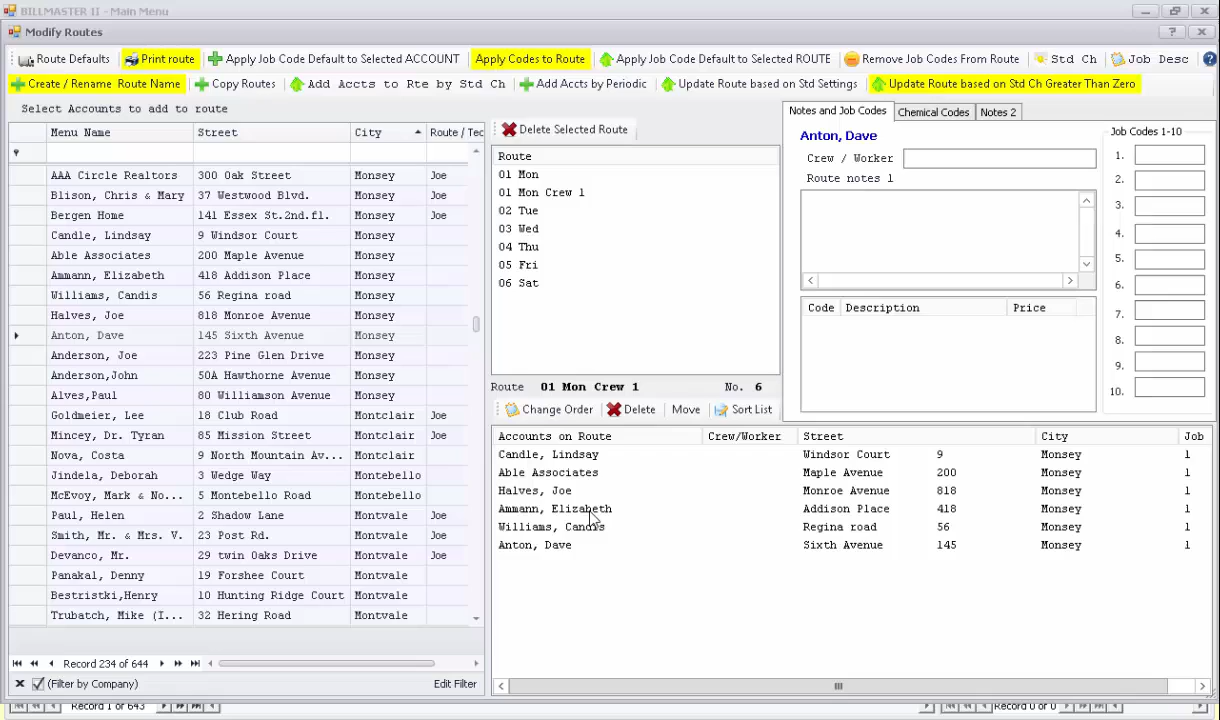 BILLMASTER II - Main Menu
Modify Routes
Route Defaults Print route Apply Job Code Default to Selected ACCOUNT Apply Codes to Route Apply Job Code Default to Selected ROUTE Remove Job Codes From Route Std Ch Job Desc
Create / Rename Route Name Copy Routes Add Accts to Rte by Std Ch Add Accts by Periodic Update Route based on Std Settings Update Route based on Std Ch Greater Than Zero
Select Accounts to add to route
Menu Name Street City Route / Tec
AAA Circle Realtors 300 Oak Street Monsey Joe
Blison, Chris & Mary 37 Westwood Blvd. Monsey Joe
Bergen Home 141 Essex St.2nd.fl. Monsey Joe
Candle, Lindsay 9 Windsor Court Monsey
Able Associates 200 Maple Avenue Monsey
Ammann, Elizabeth 418 Addison Place Monsey
Williams, Candis 56 Regina road Monsey
Halves, Joe 818 Monroe Avenue Monsey
Anton, Dave 145 Sixth Avenue Monsey
Anderson, Joe 223 Pine Glen Drive Monsey
Anderson,John 50A Hawthorne Avenue Monsey
Alves,Paul 80 Williamson Avenue Monsey
Goldmeier, Lee 18 Club Road Montclair Joe
Mincey, Dr. Tyran 85 Mission Street Montclair Joe
Nova, Costa 9 North Mountain Av... Montclair
Jindela, Deborah 3 Wedge Way Montebello
McEvoy, Mark & No... 5 Montebello Road Montebello
Paul, Helen 2 Shadow Lane Montvale Joe
Smith, Mr. & Mrs. V. 23 Post Rd. Montvale Joe
Devanco, Mr. 29 twin Oaks Drive Montvale Joe
Panakal, Denny 19 Forshee Court Montvale
Bestristki,Henry 10 Hunting Ridge Court Montvale
Trubatch, Mike (I... 32 Hering Road Montvale
Record 234 of 644
(Filter by Company) Edit Filter
Record 1 of 643 Record 0 of 0
Delete Selected Route
Route
01 Mon
01 Mon Crew 1
02 Tue
03 Wed
04 Thu
05 Fri
06 Sat
Route 01 Mon Crew 1 No. 6
Change Order Delete Move Sort List
Notes and Job Codes Chemical Codes Notes 2
Anton, Dave
Crew / Worker
Route notes 1
Code Description Price
Job Codes 1-10
1.
2.
3.
4.
5.
6.
7.
8.
9.
10.
Accounts on Route Crew/Worker Street City Job
Candle, Lindsay Windsor Court 9 Monsey 1
Able Associates Maple Avenue 200 Monsey 1
Halves, Joe Monroe Avenue 818 Monsey 1
Ammann, Elizabeth Addison Place 418 Monsey 1
Williams, Candis Regina road 56 Monsey 1
Anton, Dave Sixth Avenue 145 Monsey 1